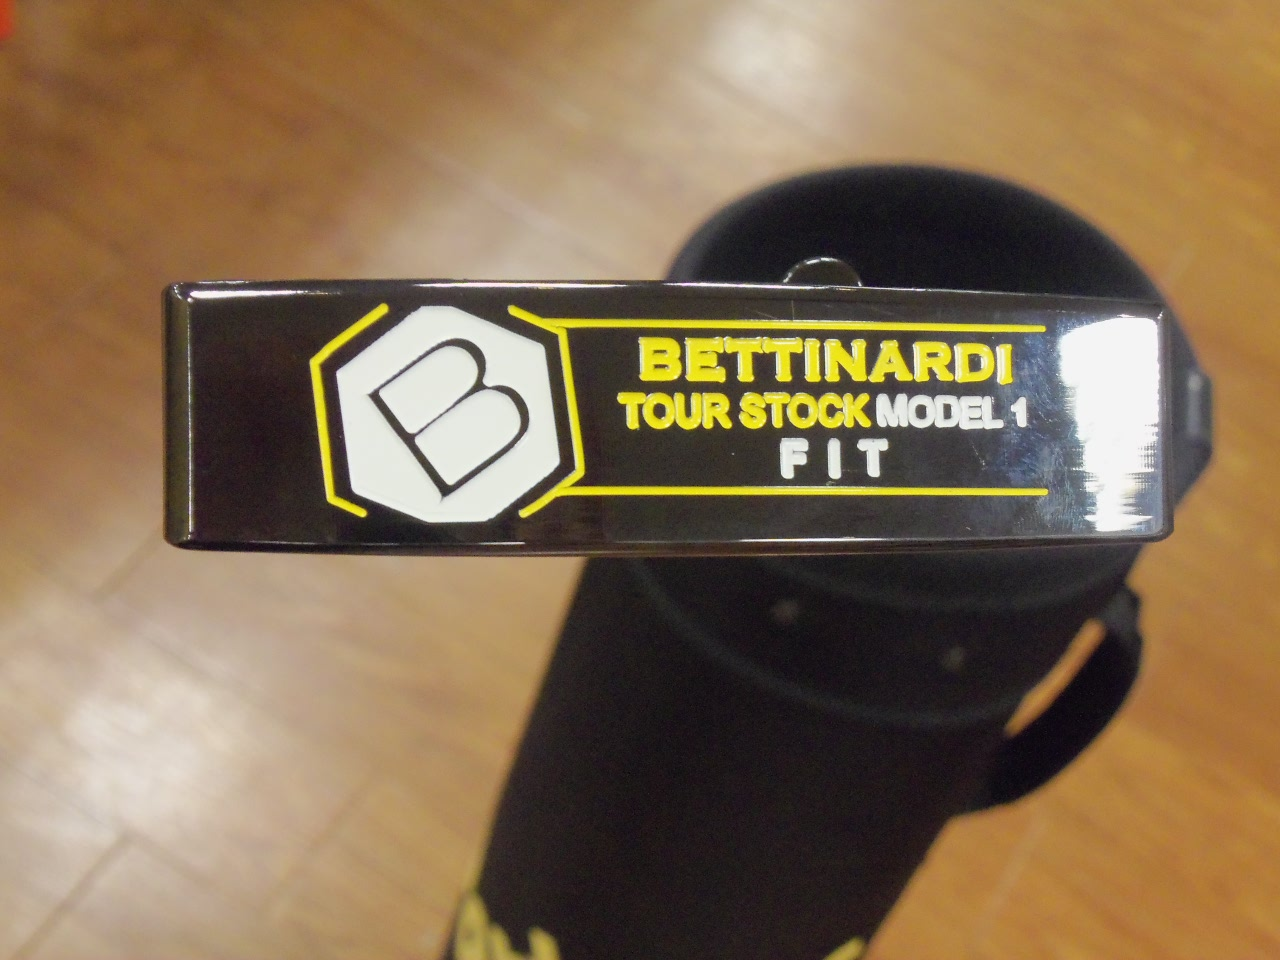 B
BETTINARDI
TOUR STOCK MODEL 1
FIT